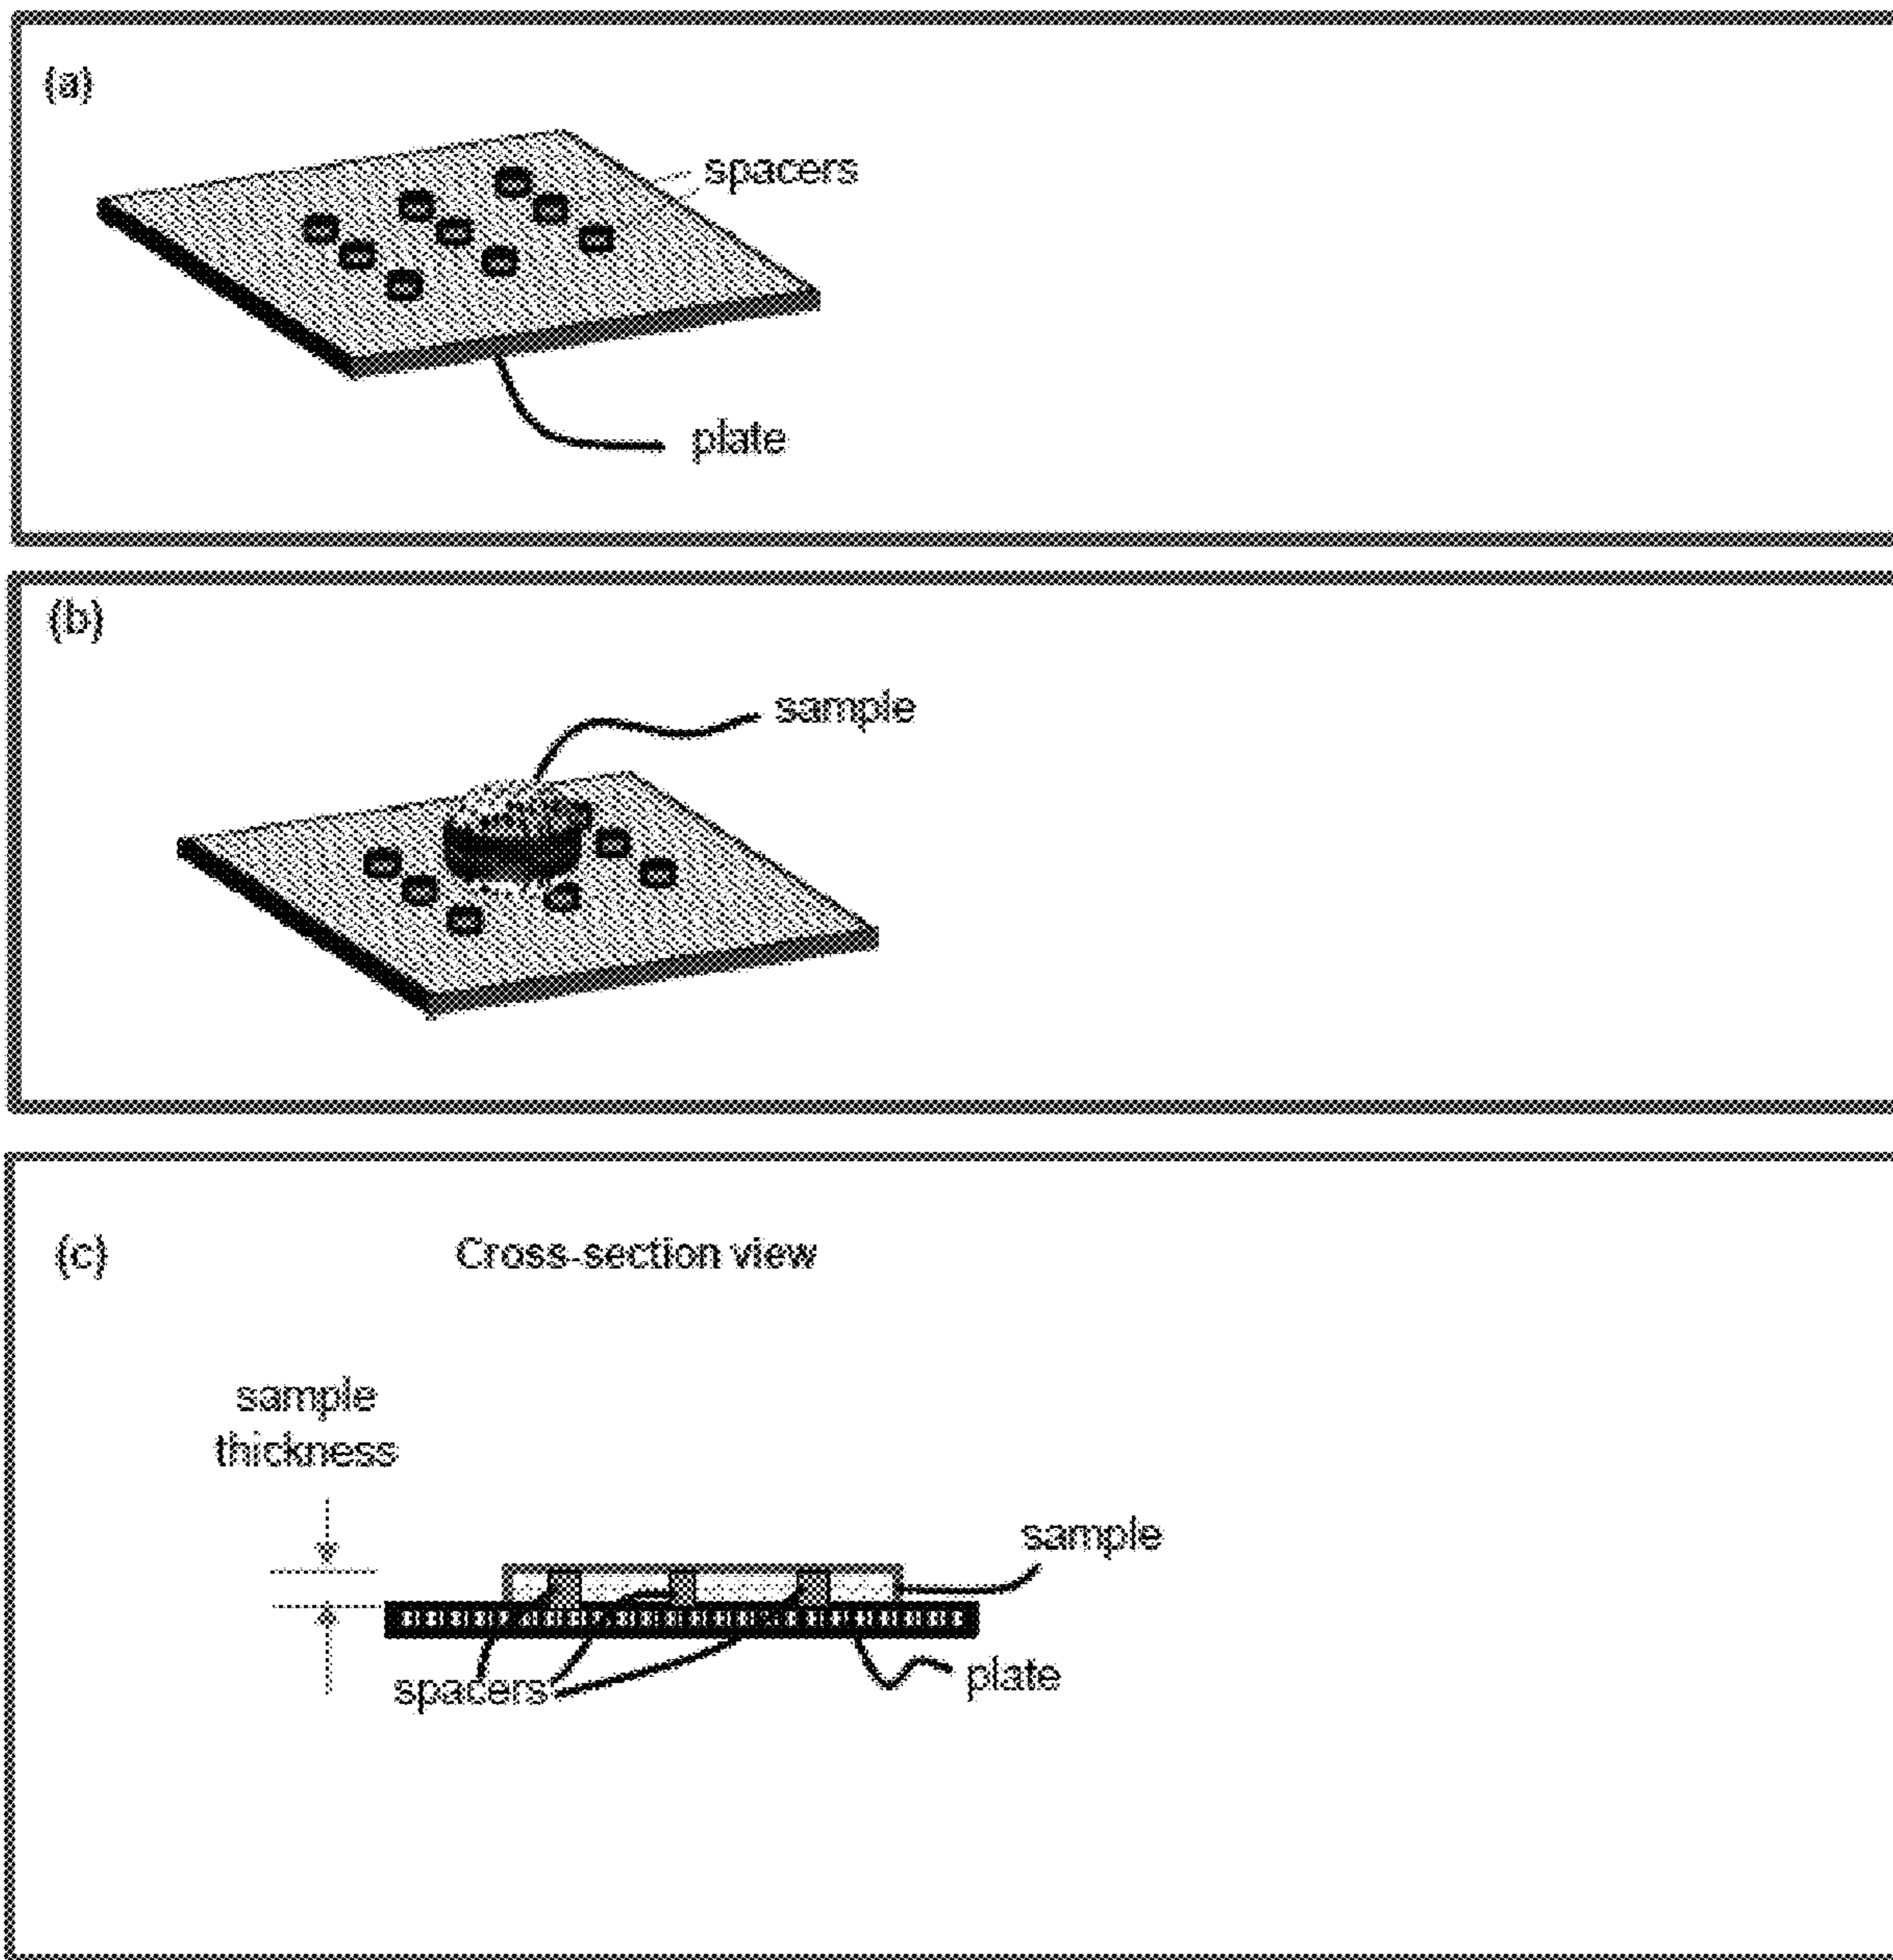 (a)
spacers
plate
(b)
sample
(c)
Cross-section view
sample
thickness
sample
spacers
plate